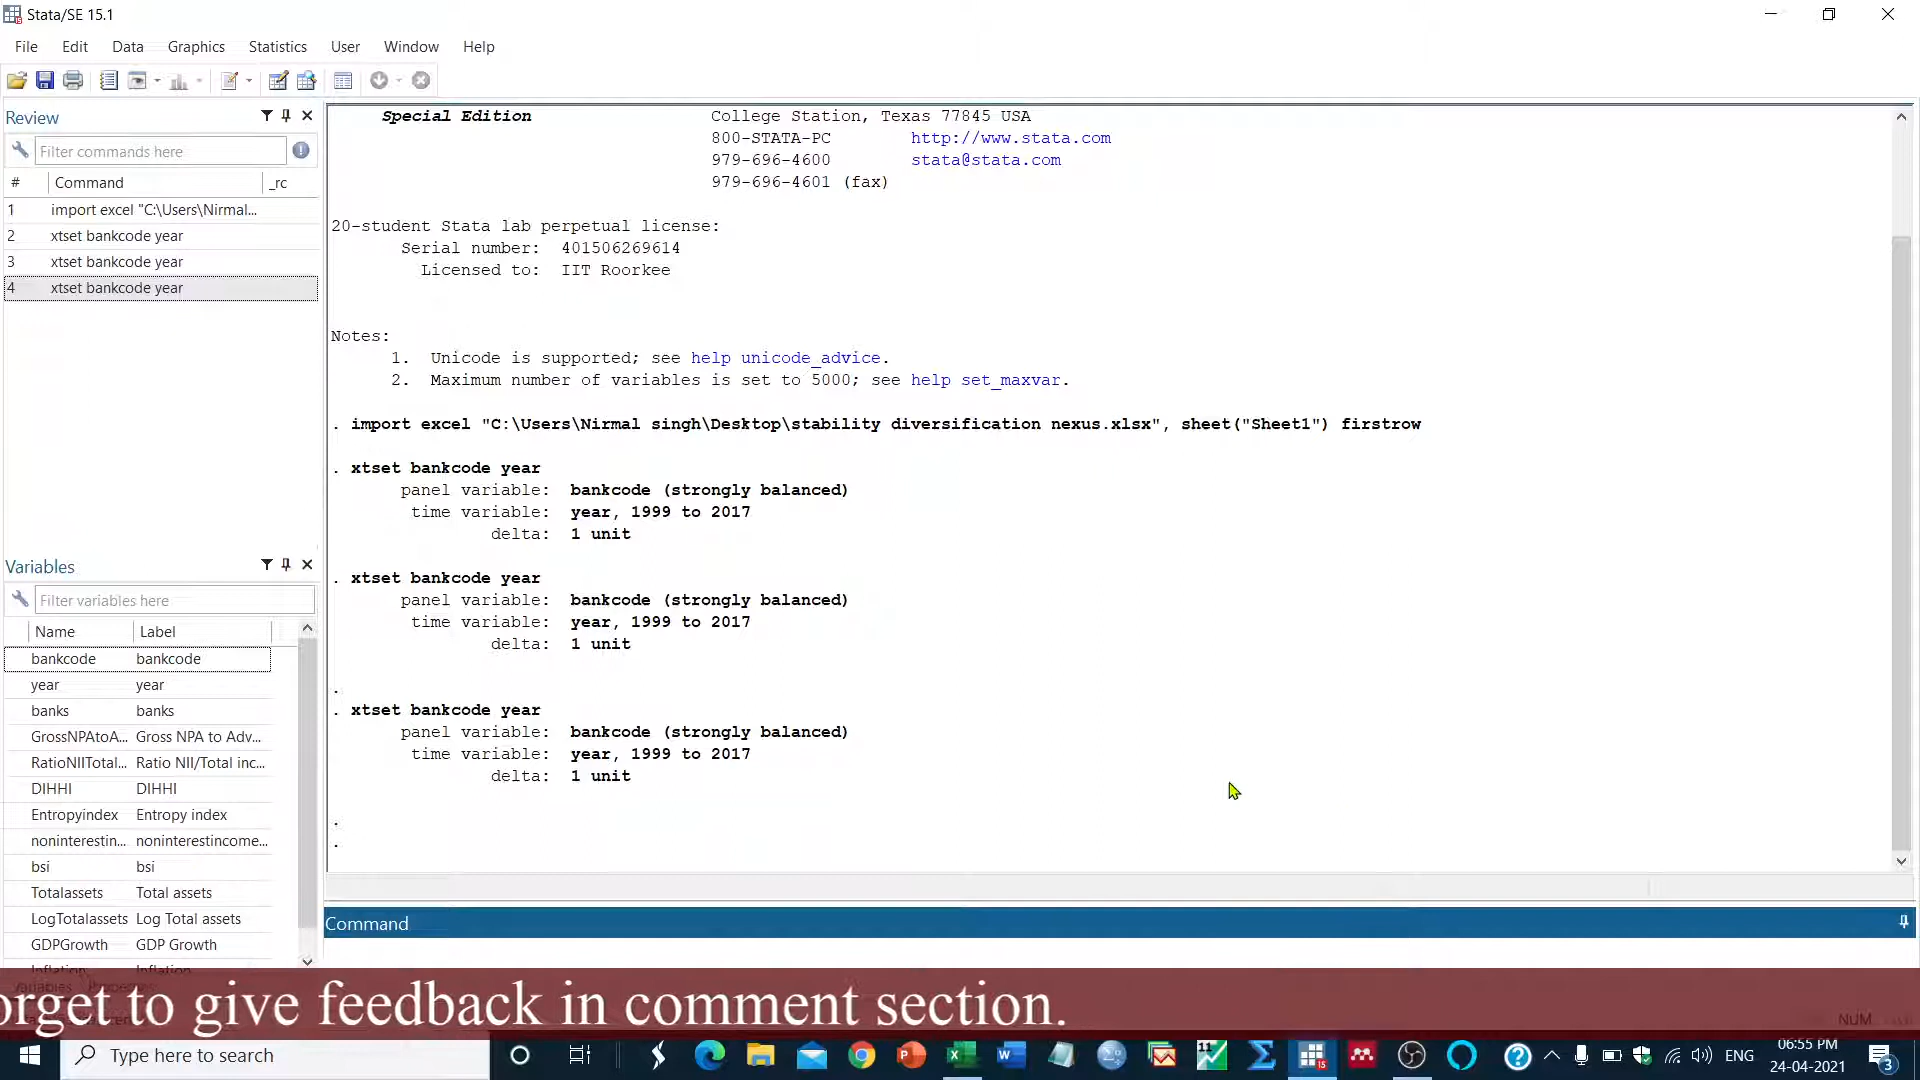 Stata/SE 15.1
File Edit Data Graphics Statistics User Window Help
Review
Filter commands here
# Command _rc
1 import excel "C:\Users\Nirmal...
2 xtset bankcode year
3 xtset bankcode year
4 xtset bankcode year
Variables
Filter variables here
Name Label
bankcode bankcode
year year
banks banks
GrossNPAtoA... Gross NPA to Adv...
RatioNIITotal... Ratio NII/Total inc...
DIHHI DIHHI
Entropyindex Entropy index
noninterestin... noninterestincome...
bsi bsi
Totalassets Total assets
LogTotalassets Log Total assets
GDPGrowth GDP Growth
Inflation Inflation
Special Edition College Station, Texas 77845 USA
800-STATA-PC http://www.stata.com
979-696-4600 stata@stata.com
979-696-4601 (fax)
20-student Stata lab perpetual license:
Serial number: 401506269614
Licensed to: IIT Roorkee
Notes:
1. Unicode is supported; see help unicode_advice.
2. Maximum number of variables is set to 5000; see help set_maxvar.
. import excel "C:\Users\Nirmal singh\Desktop\stability diversification nexus.xlsx", sheet("Sheet1") firstrow
. xtset bankcode year
panel variable: bankcode (strongly balanced)
time variable: year, 1999 to 2017
delta: 1 unit
. xtset bankcode year
panel variable: bankcode (strongly balanced)
time variable: year, 1999 to 2017
delta: 1 unit
.
. xtset bankcode year
panel variable: bankcode (strongly balanced)
time variable: year, 1999 to 2017
delta: 1 unit
.
.
Command
Variables Properties
orget to give feedback in comment section.
NUM
Type here to search
ENG
06:55 PM
24-04-2021
3